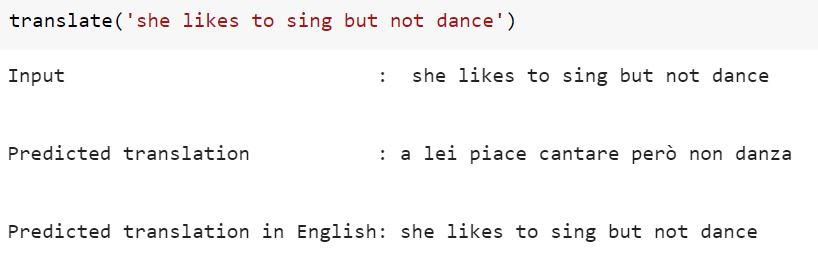 translate('she likes to sing but not dance')
Input                               :  she likes to sing but not dance
Predicted translation           : a lei piace cantare però non danza
Predicted translation in English: she likes to sing but not dance